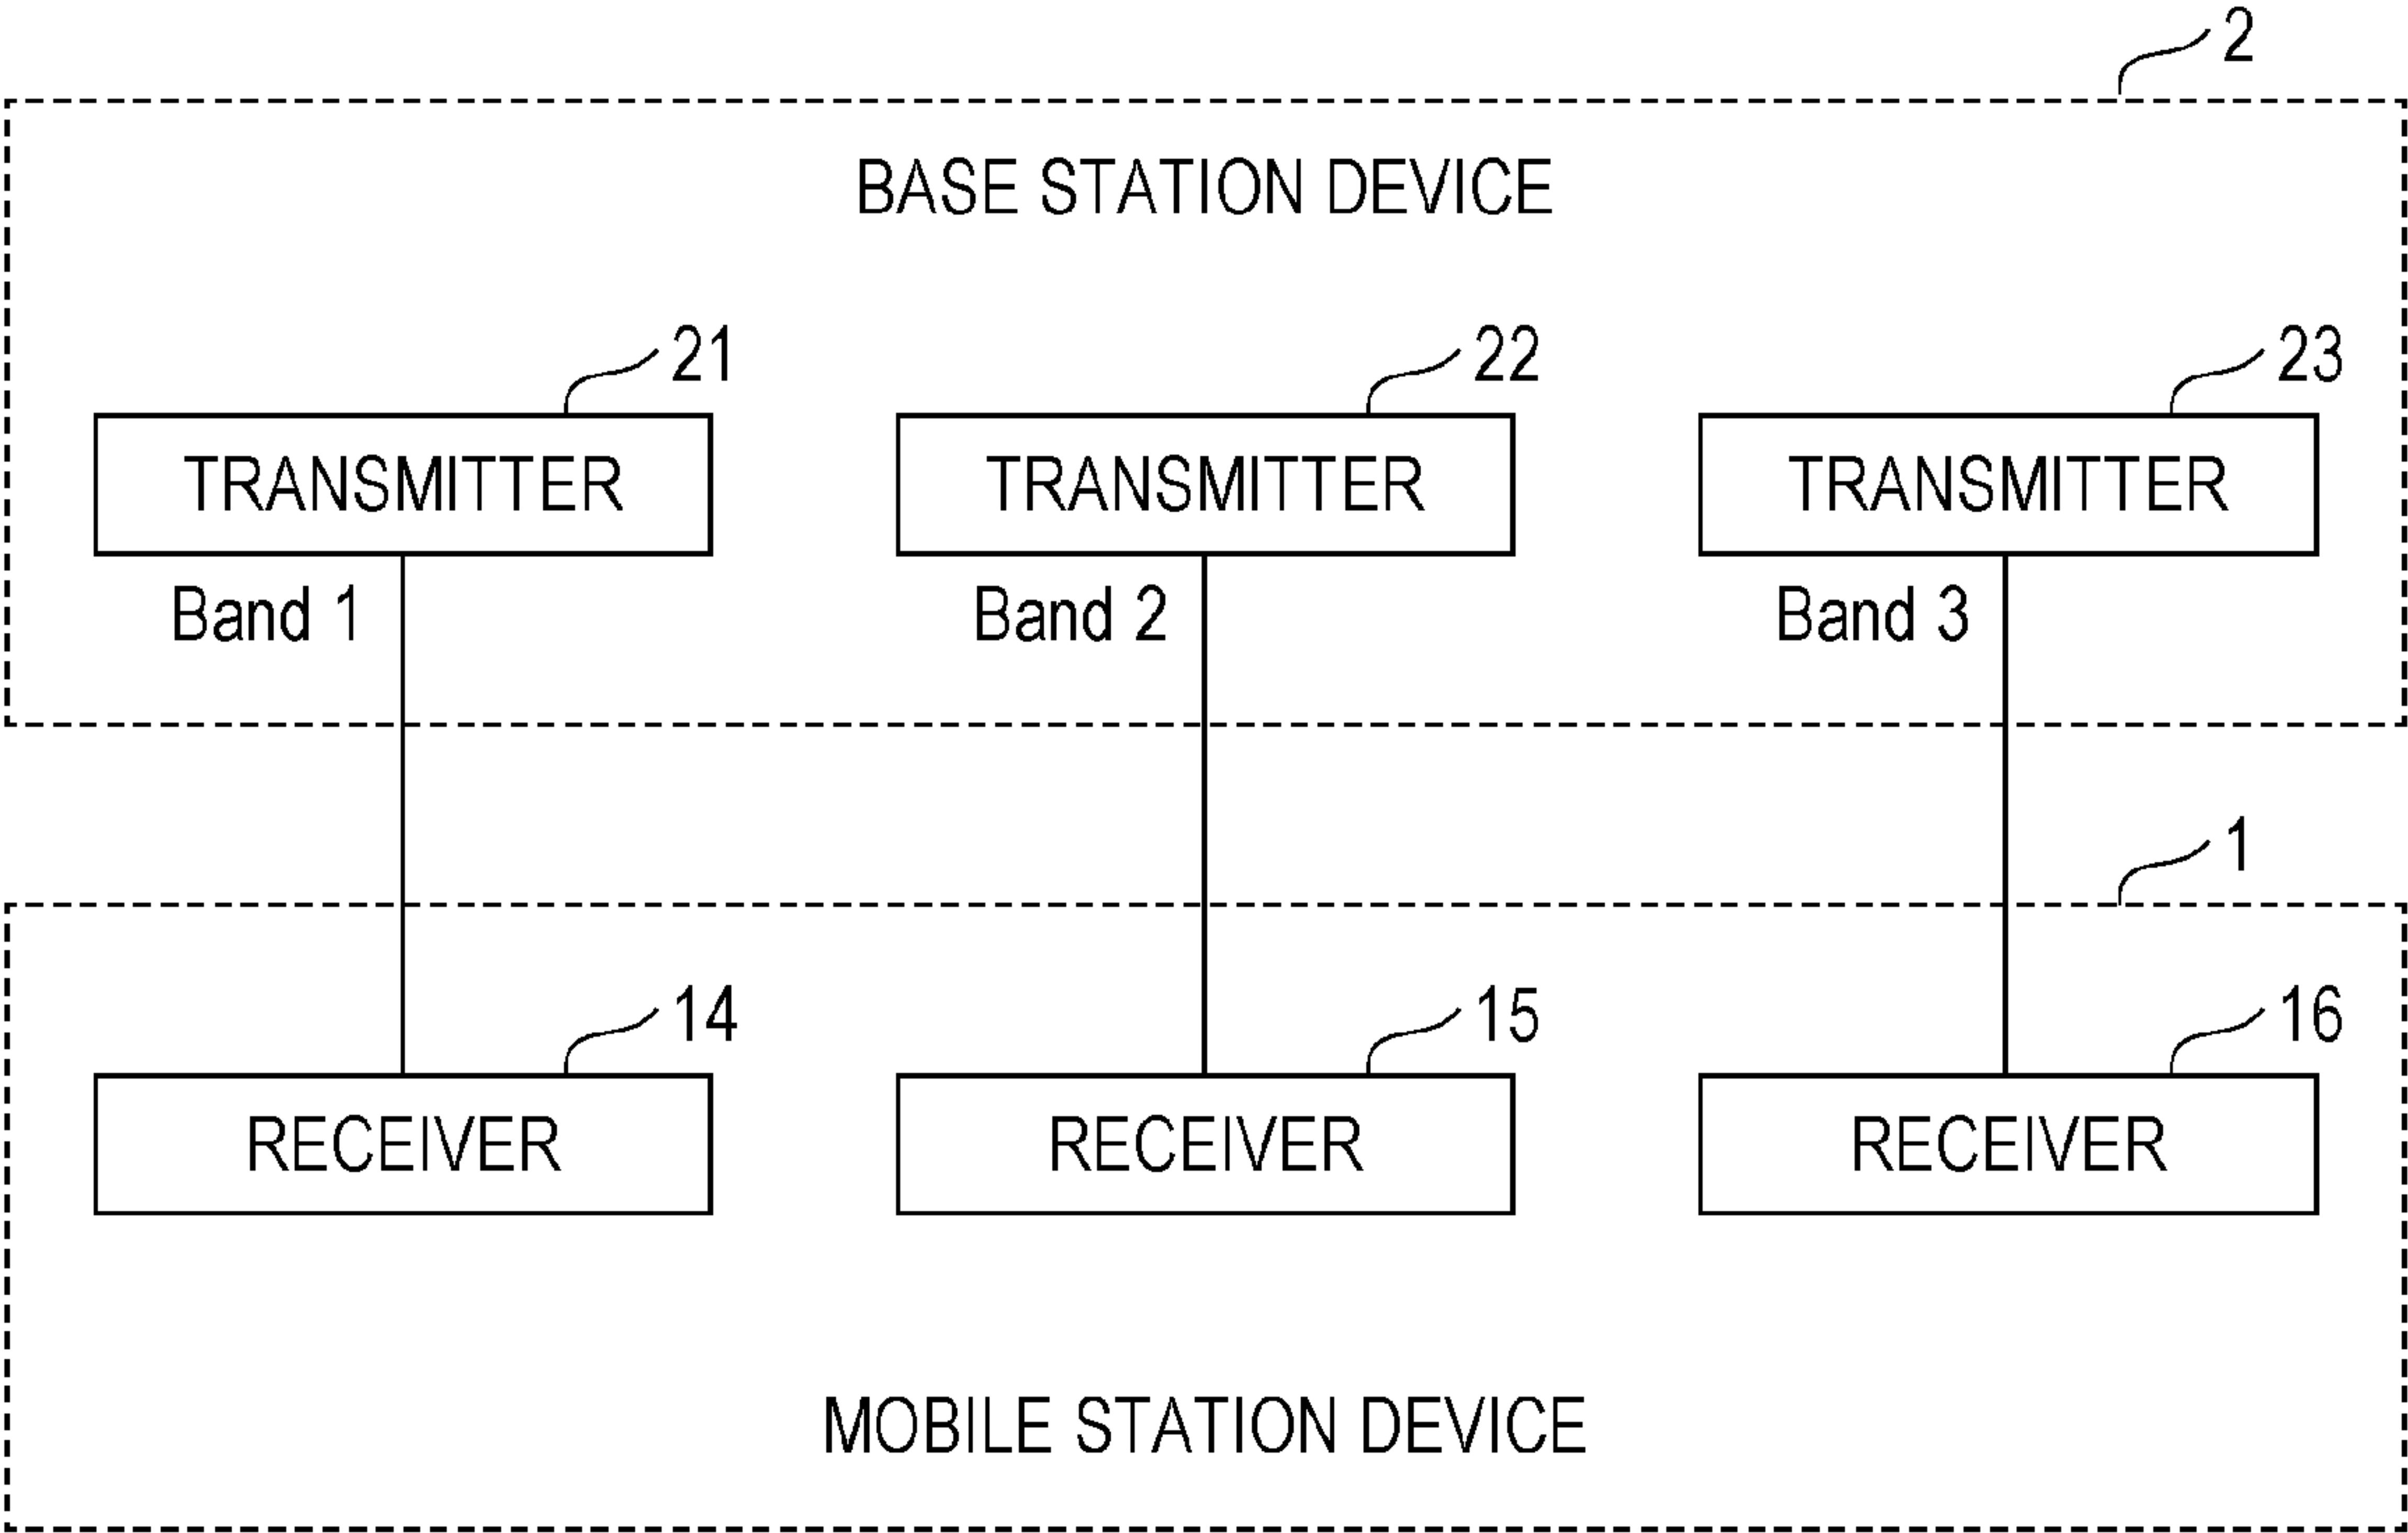 2
BASE STATION DEVICE
21 22 23
TRANSMITTER TRANSMITTER TRANSMITTER
Band 1 Band 2 Band 3
1
14 15 16
RECEIVER RECEIVER RECEIVER
MOBILE STATION DEVICE